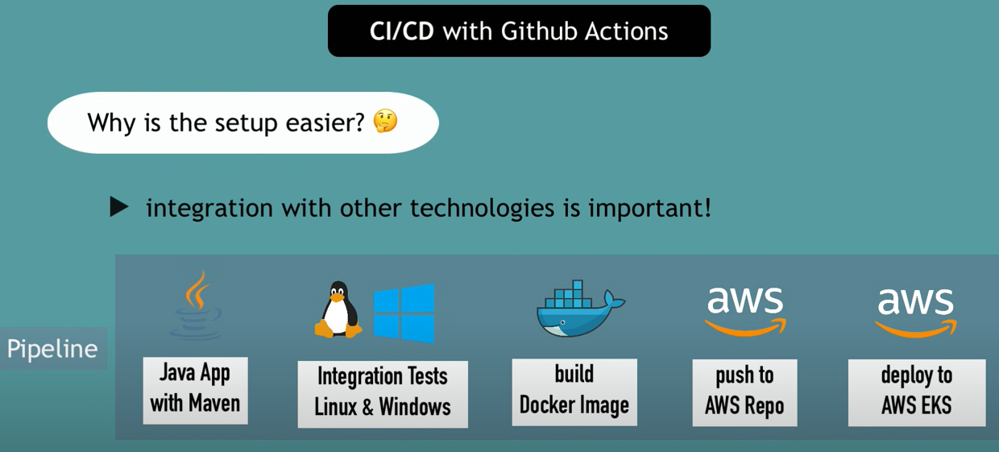 CI/CD with Github Actions
Why is the setup easier? 🤔
integration with other technologies is important!
aws
aws
Pipeline
Java App
with Maven
Integration Tests
Linux & Windows
build
Docker Image
push to
AWS Repo
deploy to
AWS EKS